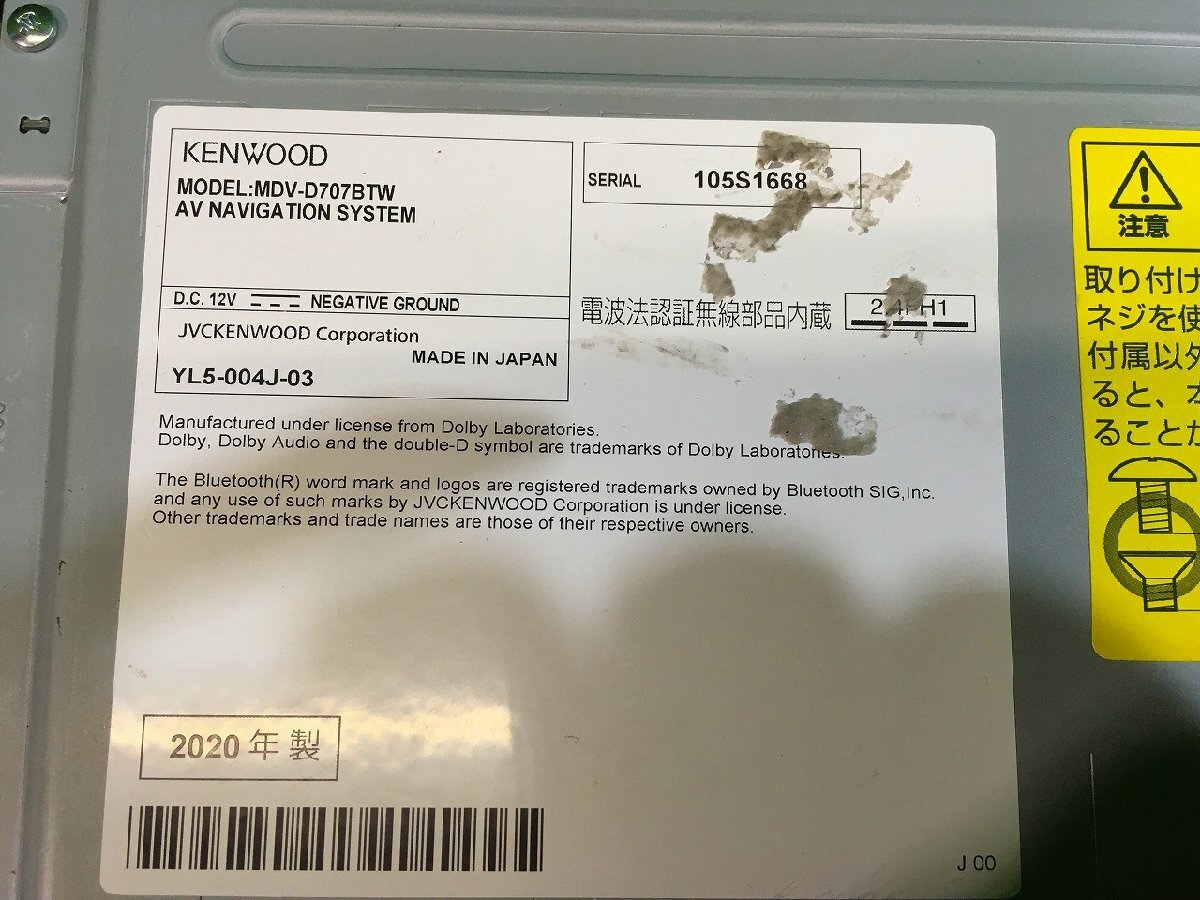 KENWOOD
MODEL:MDV-D707BTW
AV NAVIGATION SYSTEM
D.C. 12V NEGATIVE GROUND
JVCKENWOOD Corporation
MADE IN JAPAN
YL5-004J-03
SERIAL 105S1668
電波法認証無線部品内蔵
Manufactured under license from Dolby Laboratories.
Dolby, Dolby Audio and the double-D symbol are trademarks of Dolby Laboratories.
The Bluetooth(R) word mark and logos are registered trademarks owned by Bluetooth SIG,Inc.
and any use of such marks by JVCKENWOOD Corporation is under license.
Other trademarks and trade names are those of their respective owners.
2020年製
J 00
注意
取り付け
ネジを使
付属以外
ると、本
ることか